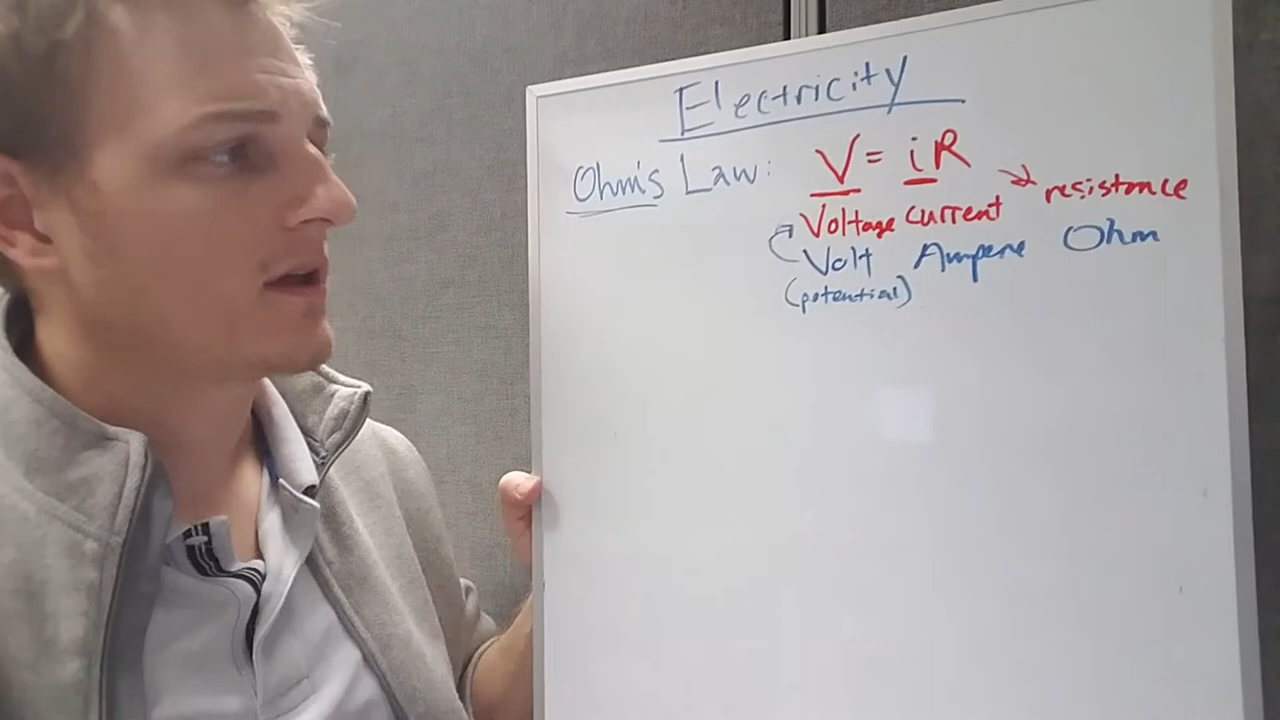 Electricity
Ohm's Law: V = iR
Voltage current → resistance
Volt Ampere Ohm
(potential)